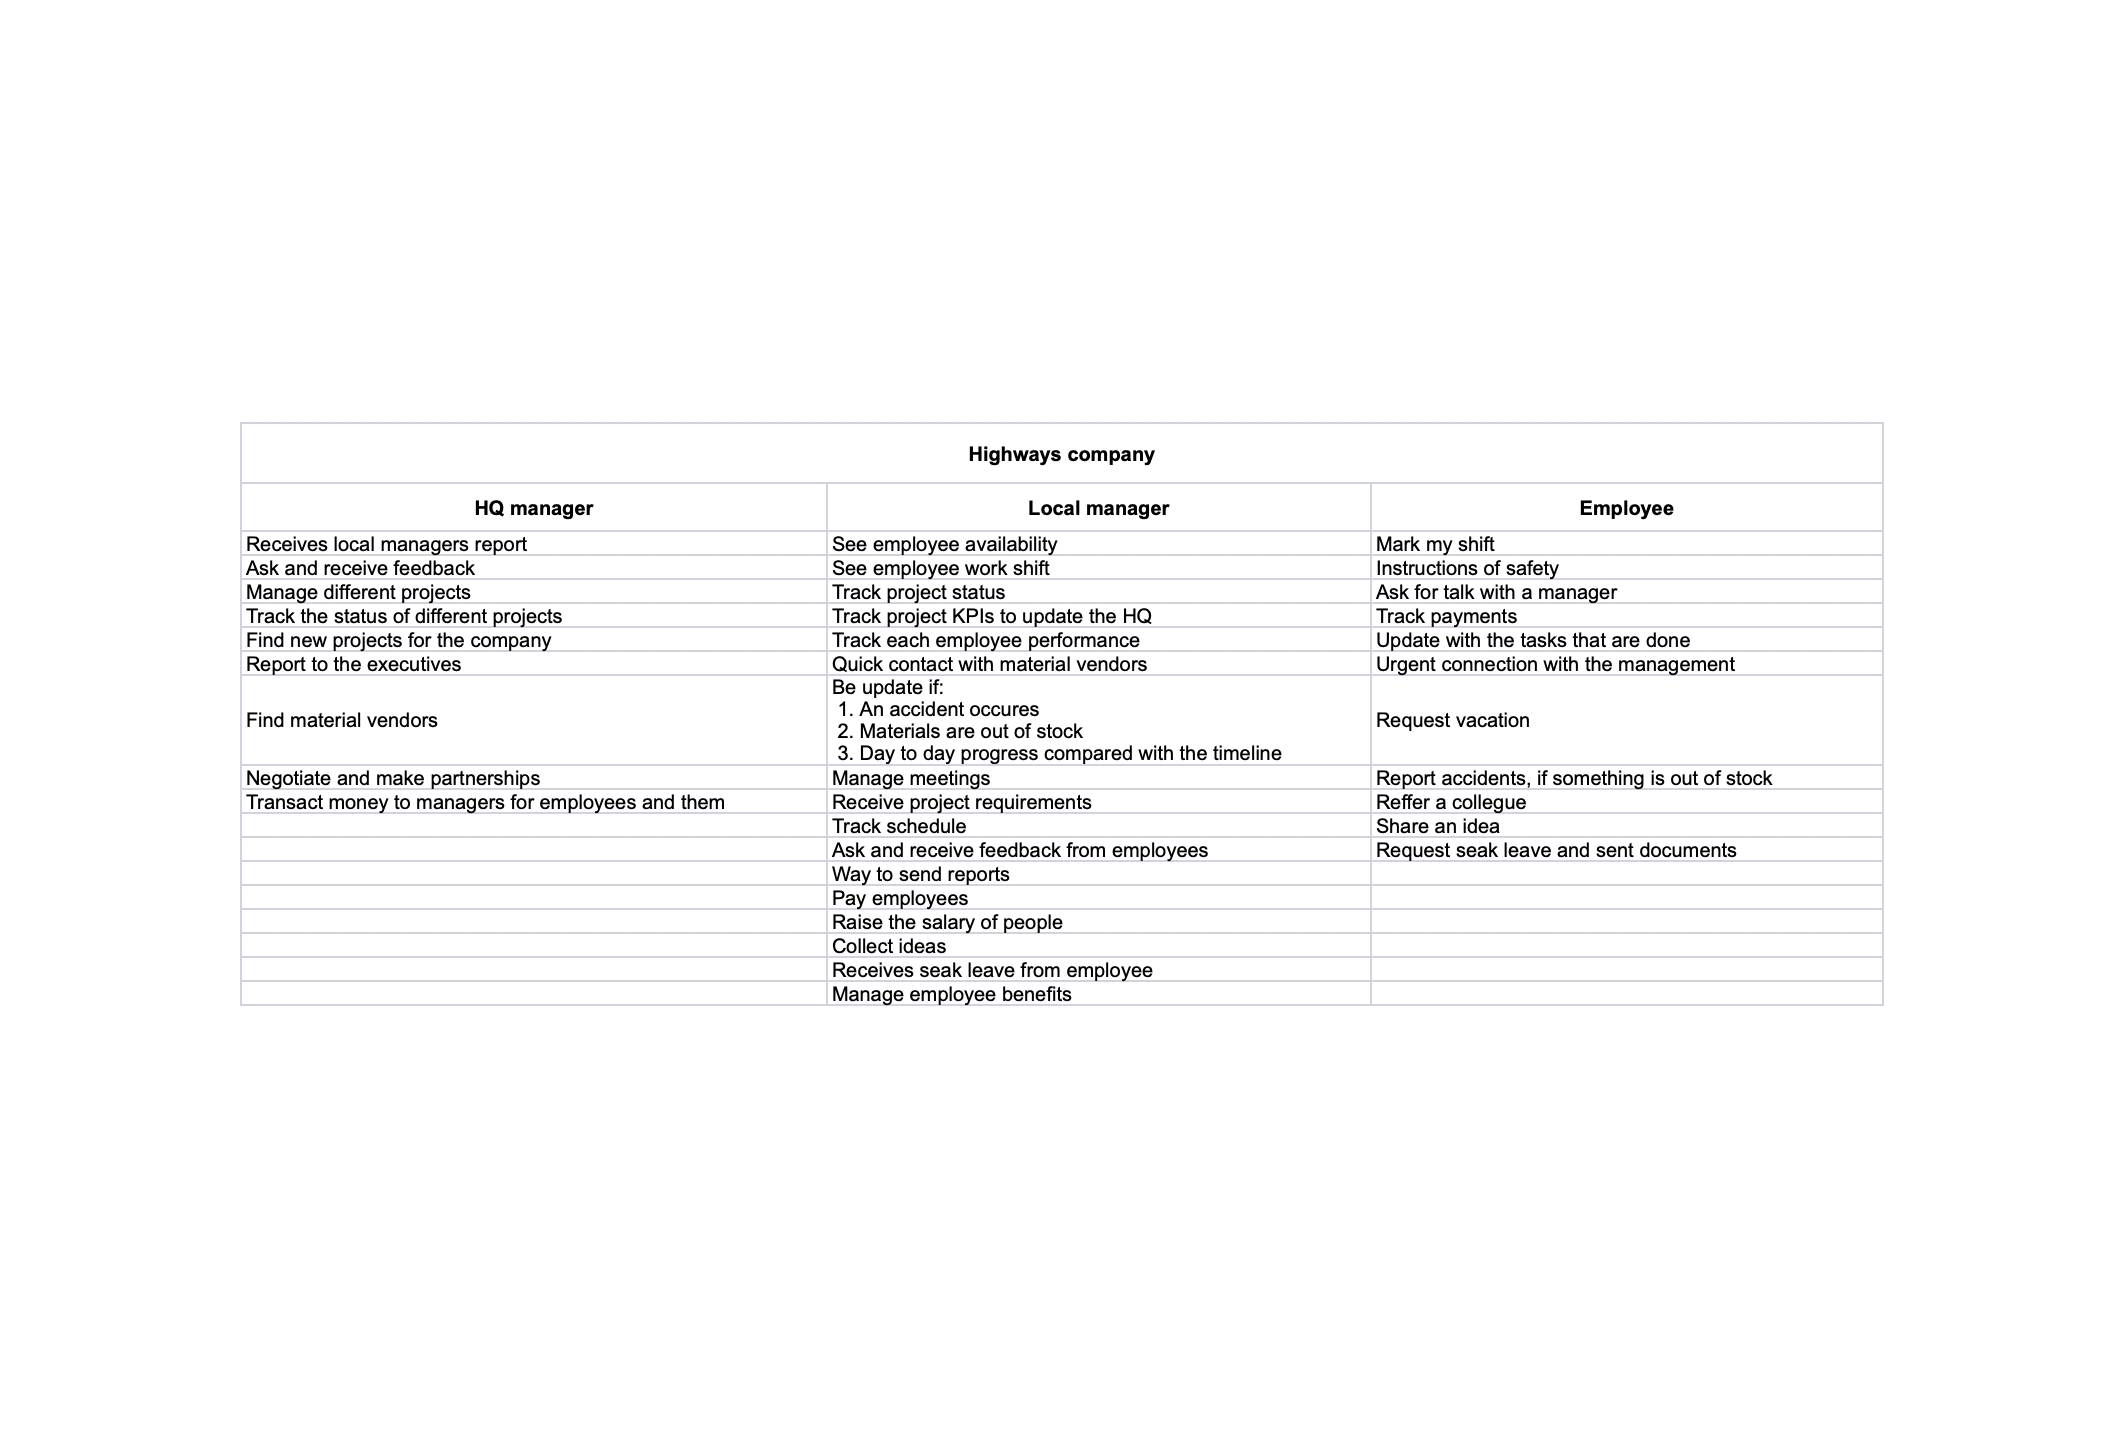 Highways company
HQ manager Local manager Employee
Receives local managers report See employee availability Mark my shift
Ask and receive feedback See employee work shift Instructions of safety
Manage different projects Track project status Ask for talk with a manager
Track the status of different projects Track project KPIs to update the HQ Track payments
Find new projects for the company Track each employee performance Update with the tasks that are done
Report to the executives Quick contact with material vendors Urgent connection with the management
Find material vendors
Be update if:
1. An accident occures
2. Materials are out of stock
3. Day to day progress compared with the timeline
Request vacation
Negotiate and make partnerships Manage meetings Report accidents, if something is out of stock
Transact money to managers for employees and them Receive project requirements Reffer a collegue
Track schedule Share an idea
Ask and receive feedback from employees Request seak leave and sent documents
Way to send reports
Pay employees
Raise the salary of people
Collect ideas
Receives seak leave from employee
Manage employee benefits